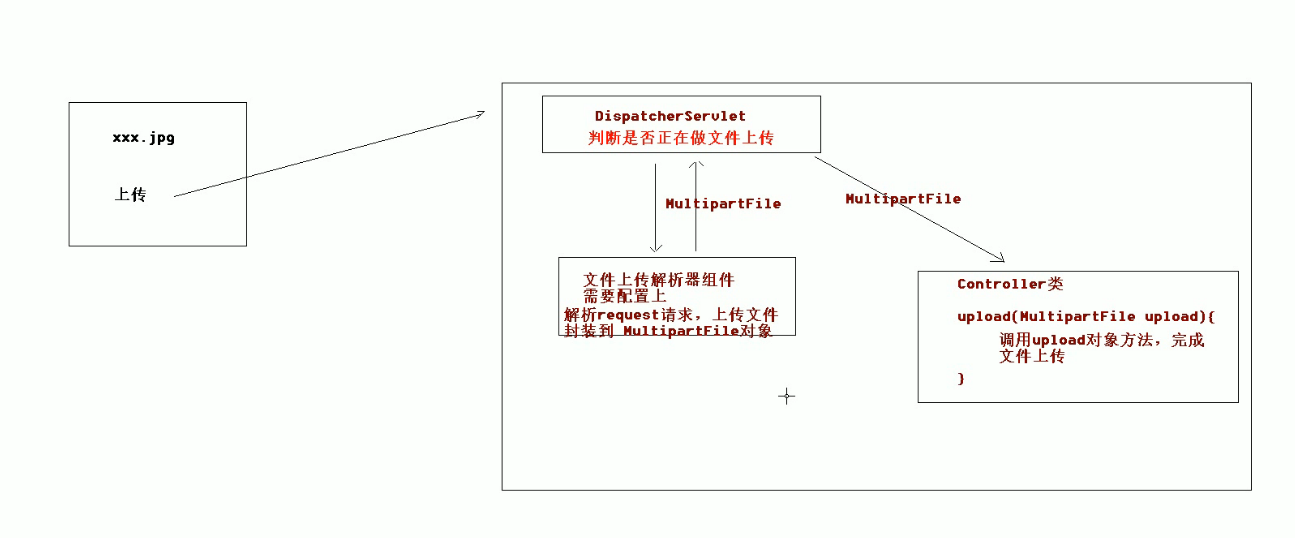 xxx.jpg
上传
DispatcherServlet
判断是否正在做文件上传
MultipartFile
MultipartFile
文件上传解析器组件
需要配置上
解析request请求，上传文件
封装到 MultipartFile对象
Controller类
upload(MultipartFile upload){
调用upload对象方法，完成
文件上传
}